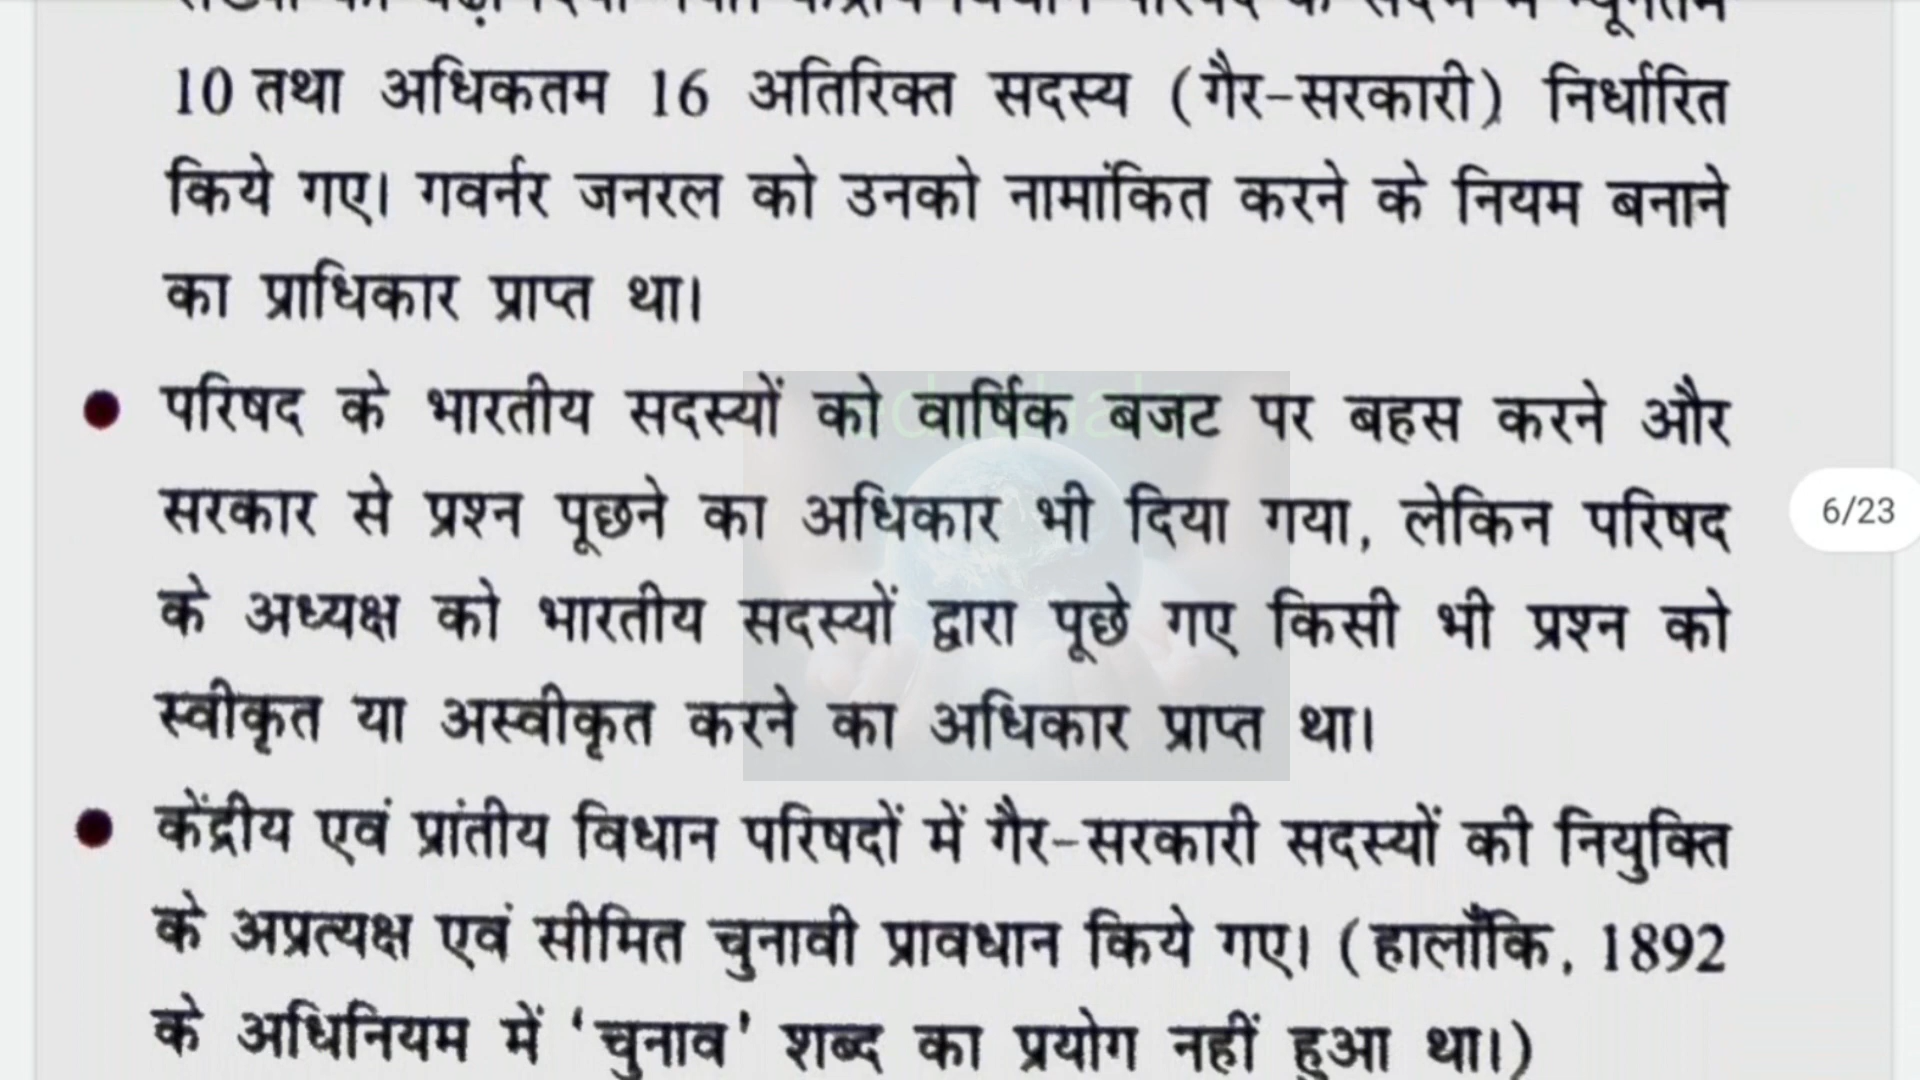 10 तथा अधिकतम 16 अतिरिक्त सदस्य (गैर-सरकारी) निर्धारित
किये गए। गवर्नर जनरल को उनको नामांकित करने के नियम बनाने
का प्राधिकार प्राप्त था।
● परिषद के भारतीय सदस्यों को वार्षिक बजट पर बहस करने और
सरकार से प्रश्न पूछने का अधिकार भी दिया गया, लेकिन परिषद
के अध्यक्ष को भारतीय सदस्यों द्वारा पूछे गए किसी भी प्रश्न को
स्वीकृत या अस्वीकृत करने का अधिकार प्राप्त था।
● केंद्रीय एवं प्रांतीय विधान परिषदों में गैर-सरकारी सदस्यों की नियुक्ति
के अप्रत्यक्ष एवं सीमित चुनावी प्रावधान किये गए। (हालाँकि, 1892
के अधिनियम में ‘चुनाव’ शब्द का प्रयोग नहीं हुआ था।)
6/23